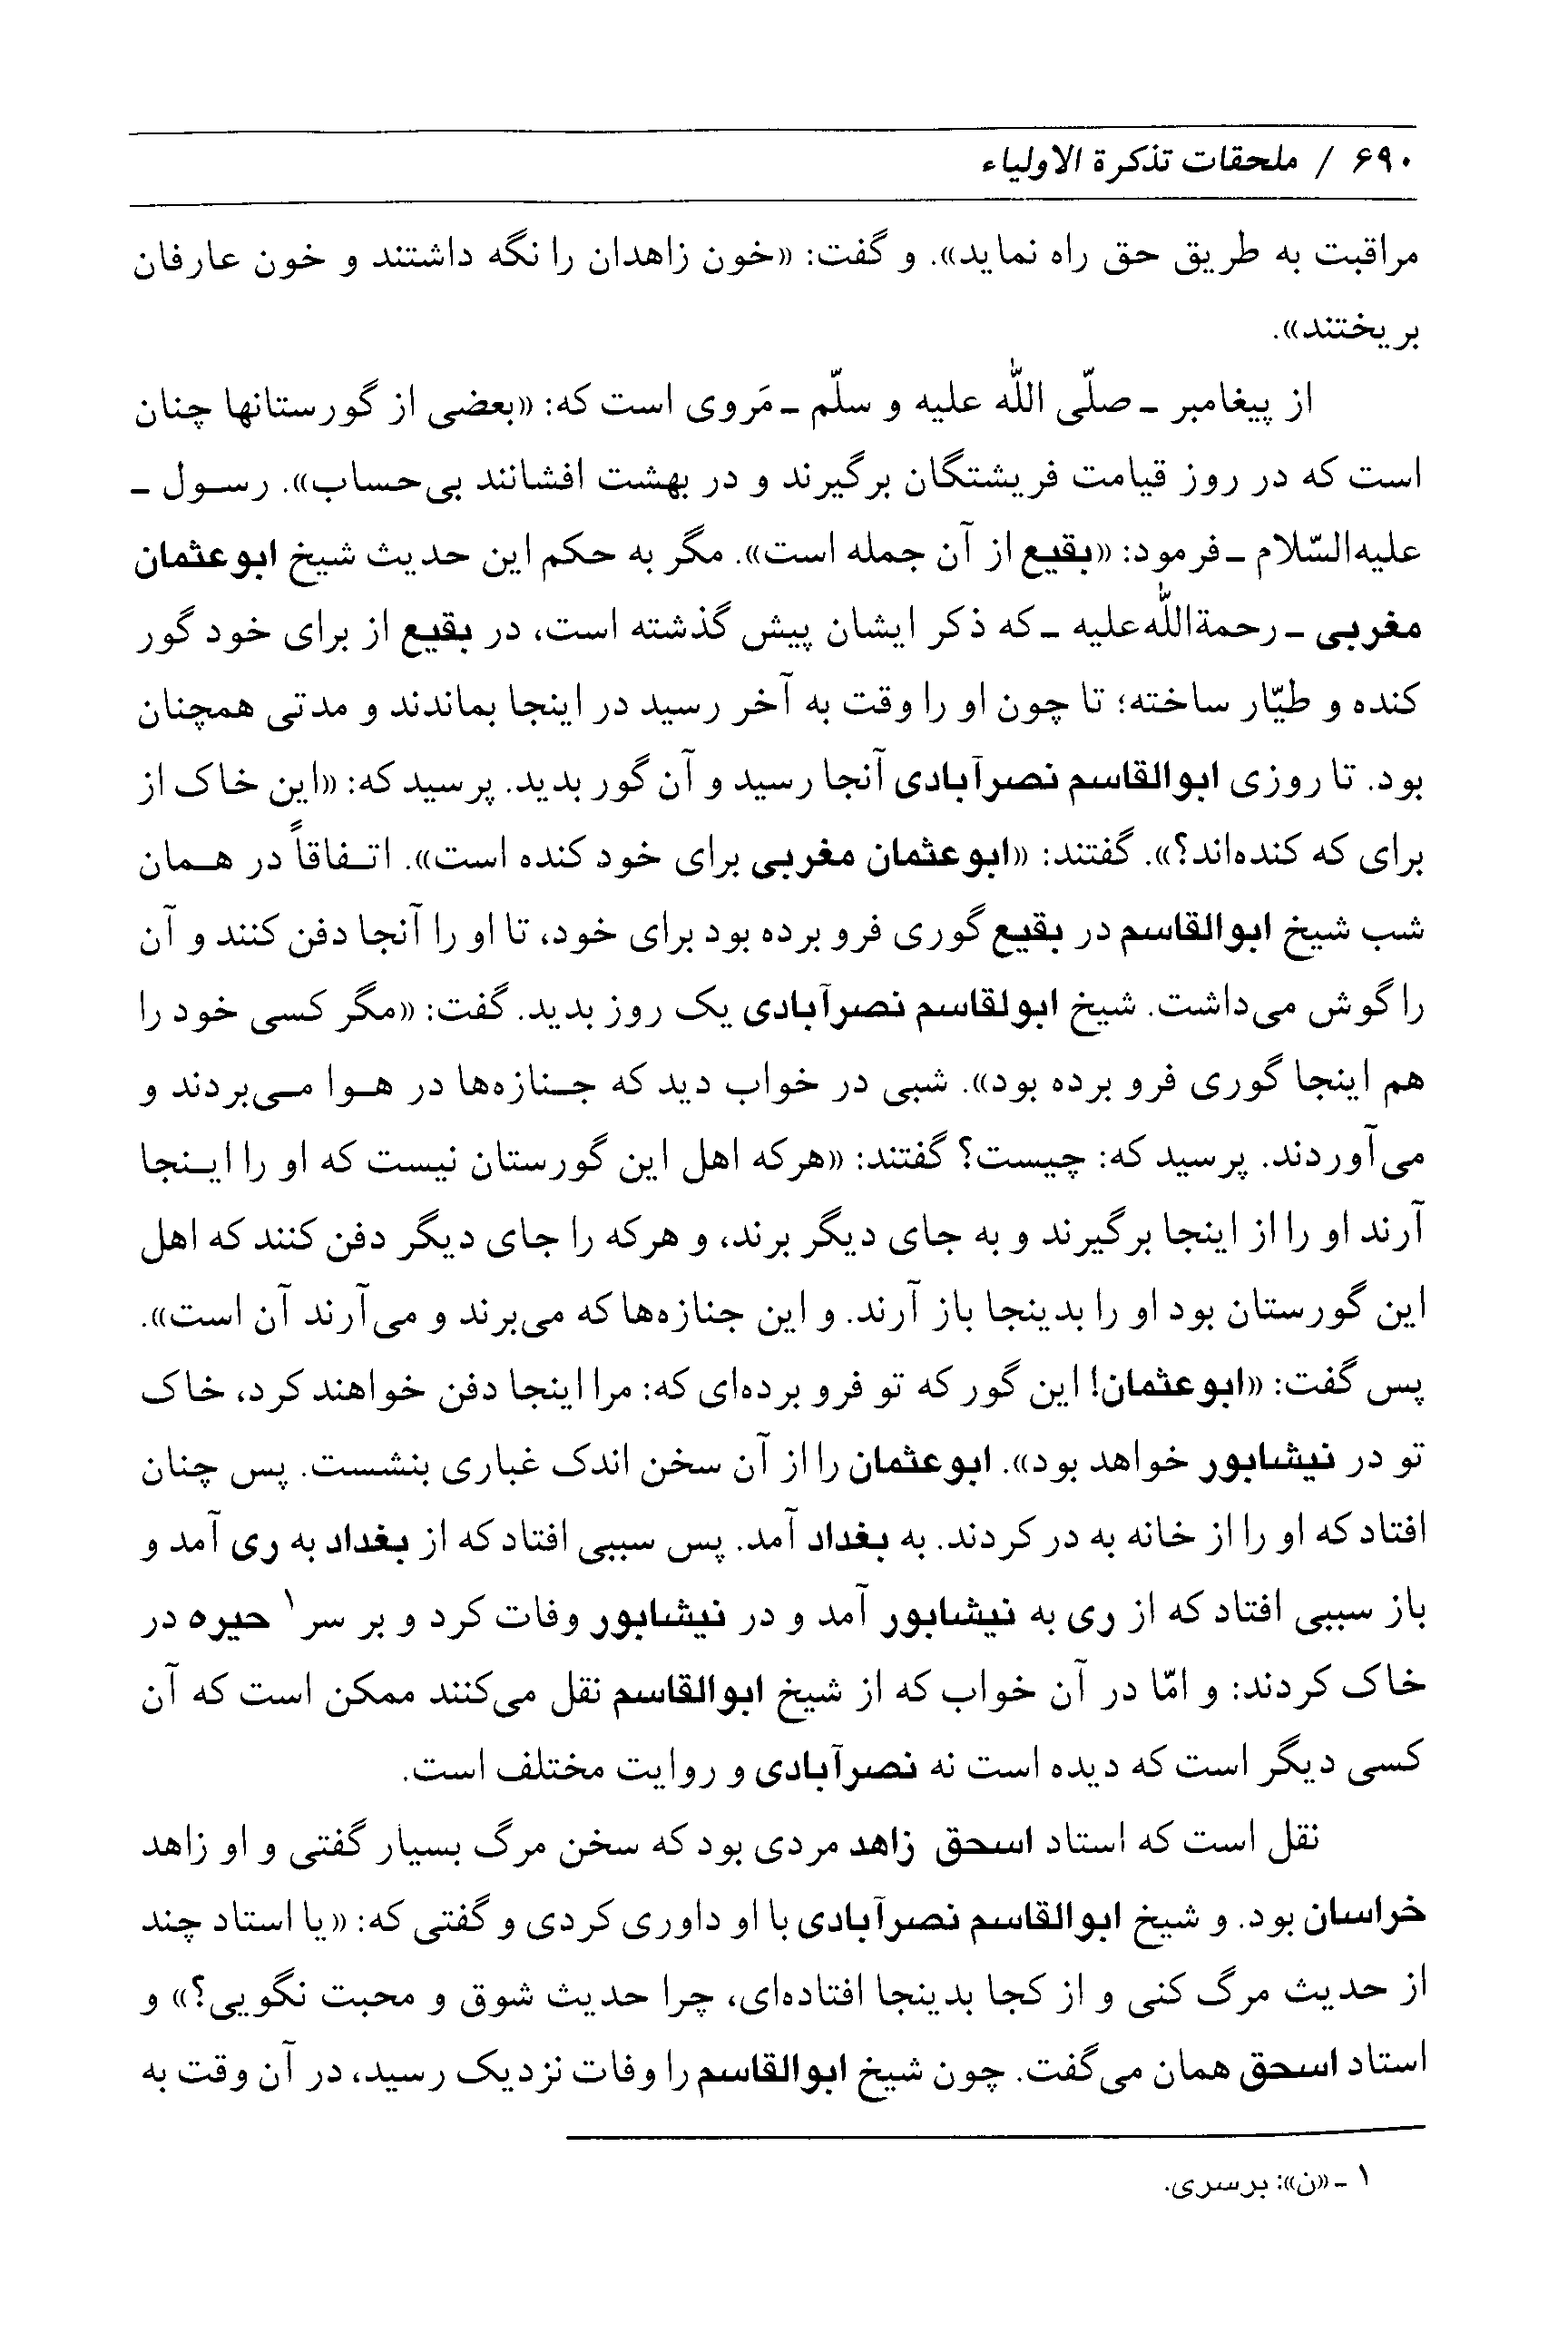 ۶۹۰ / ملحقات تذکرة الاولیاء
مراقبت به طریق حق راه نماید». و گفت: «خون زاهدان را نگه داشتند و خون عارفان
بریختند».
از پیغامبر ـ صلّی اللّٰه علیه و سلّم ـ مَروی است که: «بعضی از گورستانها چنان
است که در روز قیامت فریشتگان برگیرند و در بهشت افشانند بی‌حساب». رسول ـ
علیه‌السّلام ـ فرمود: «بقیع از آن جمله است». مگر به حکم این حدیث شیخ ابوعثمان
مغربی ـ رحمةاللّٰه‌علیه ـ که ذکر ایشان پیش گذشته است، در بقیع از برای خود گور
کنده و طیّار ساخته؛ تا چون او را وقت به آخر رسید در اینجا بماندند و مدتی همچنان
بود. تا روزی ابوالقاسم نصرآبادی آنجا رسید و آن گور بدید. پرسید که: «این خاک از
برای که کنده‌اند؟». گفتند: «ابوعثمان مغربی برای خود کنده است». اتـفاقاً در هـمان
شب شیخ ابوالقاسم در بقیع گوری فرو برده بود برای خود، تا او را آنجا دفن کنند و آن
را گوش می‌داشت. شیخ ابولقاسم نصرآبادی یک روز بدید. گفت: «مگر کسی خود را
هم اینجا گوری فرو برده بود». شبی در خواب دید که جـنازه‌ها در هـوا مـی‌بردند و
می‌آوردند. پرسید که: چیست؟ گفتند: «هرکه اهل این گورستان نیست که او را ایـنجا
آرند او را از اینجا برگیرند و به جای دیگر برند، و هرکه را جای دیگر دفن کنند که اهل
این گورستان بود او را بدینجا باز آرند. و این جنازه‌ها که می‌برند و می‌آرند آن است».
پس گفت: «ابوعثمان! این گور که تو فرو برده‌ای که: مرا اینجا دفن خواهند کرد، خاک
تو در نیشابور خواهد بود». ابوعثمان را از آن سخن اندک غباری بنشست. پس چنان
افتاد که او را از خانه به در کردند. به بغداد آمد. پس سببی افتاد که از بغداد به ری آمد و
باز سببی افتاد که از ری به نیشابور آمد و در نیشابور وفات کرد و بر سر۱ حیره در
خاک کردند: و امّا در آن خواب که از شیخ ابوالقاسم نقل می‌کنند ممکن است که آن
کسی دیگر است که دیده است نه نصرآبادی و روایت مختلف است.
نقل است که استاد اسحق زاهد مردی بود که سخن مرگ بسیار گفتی و او زاهد
خراسان بود. و شیخ ابوالقاسم نصرآبادی با او داوری کردی و گفتی که: «یا استاد چند
از حدیث مرگ کنی و از کجا بدینجا افتاده‌ای، چرا حدیث شوق و محبت نگویی؟» و
استاد اسحق همان می‌گفت. چون شیخ ابوالقاسم را وفات نزدیک رسید، در آن وقت به
۱ ـ «ن»: برسری.